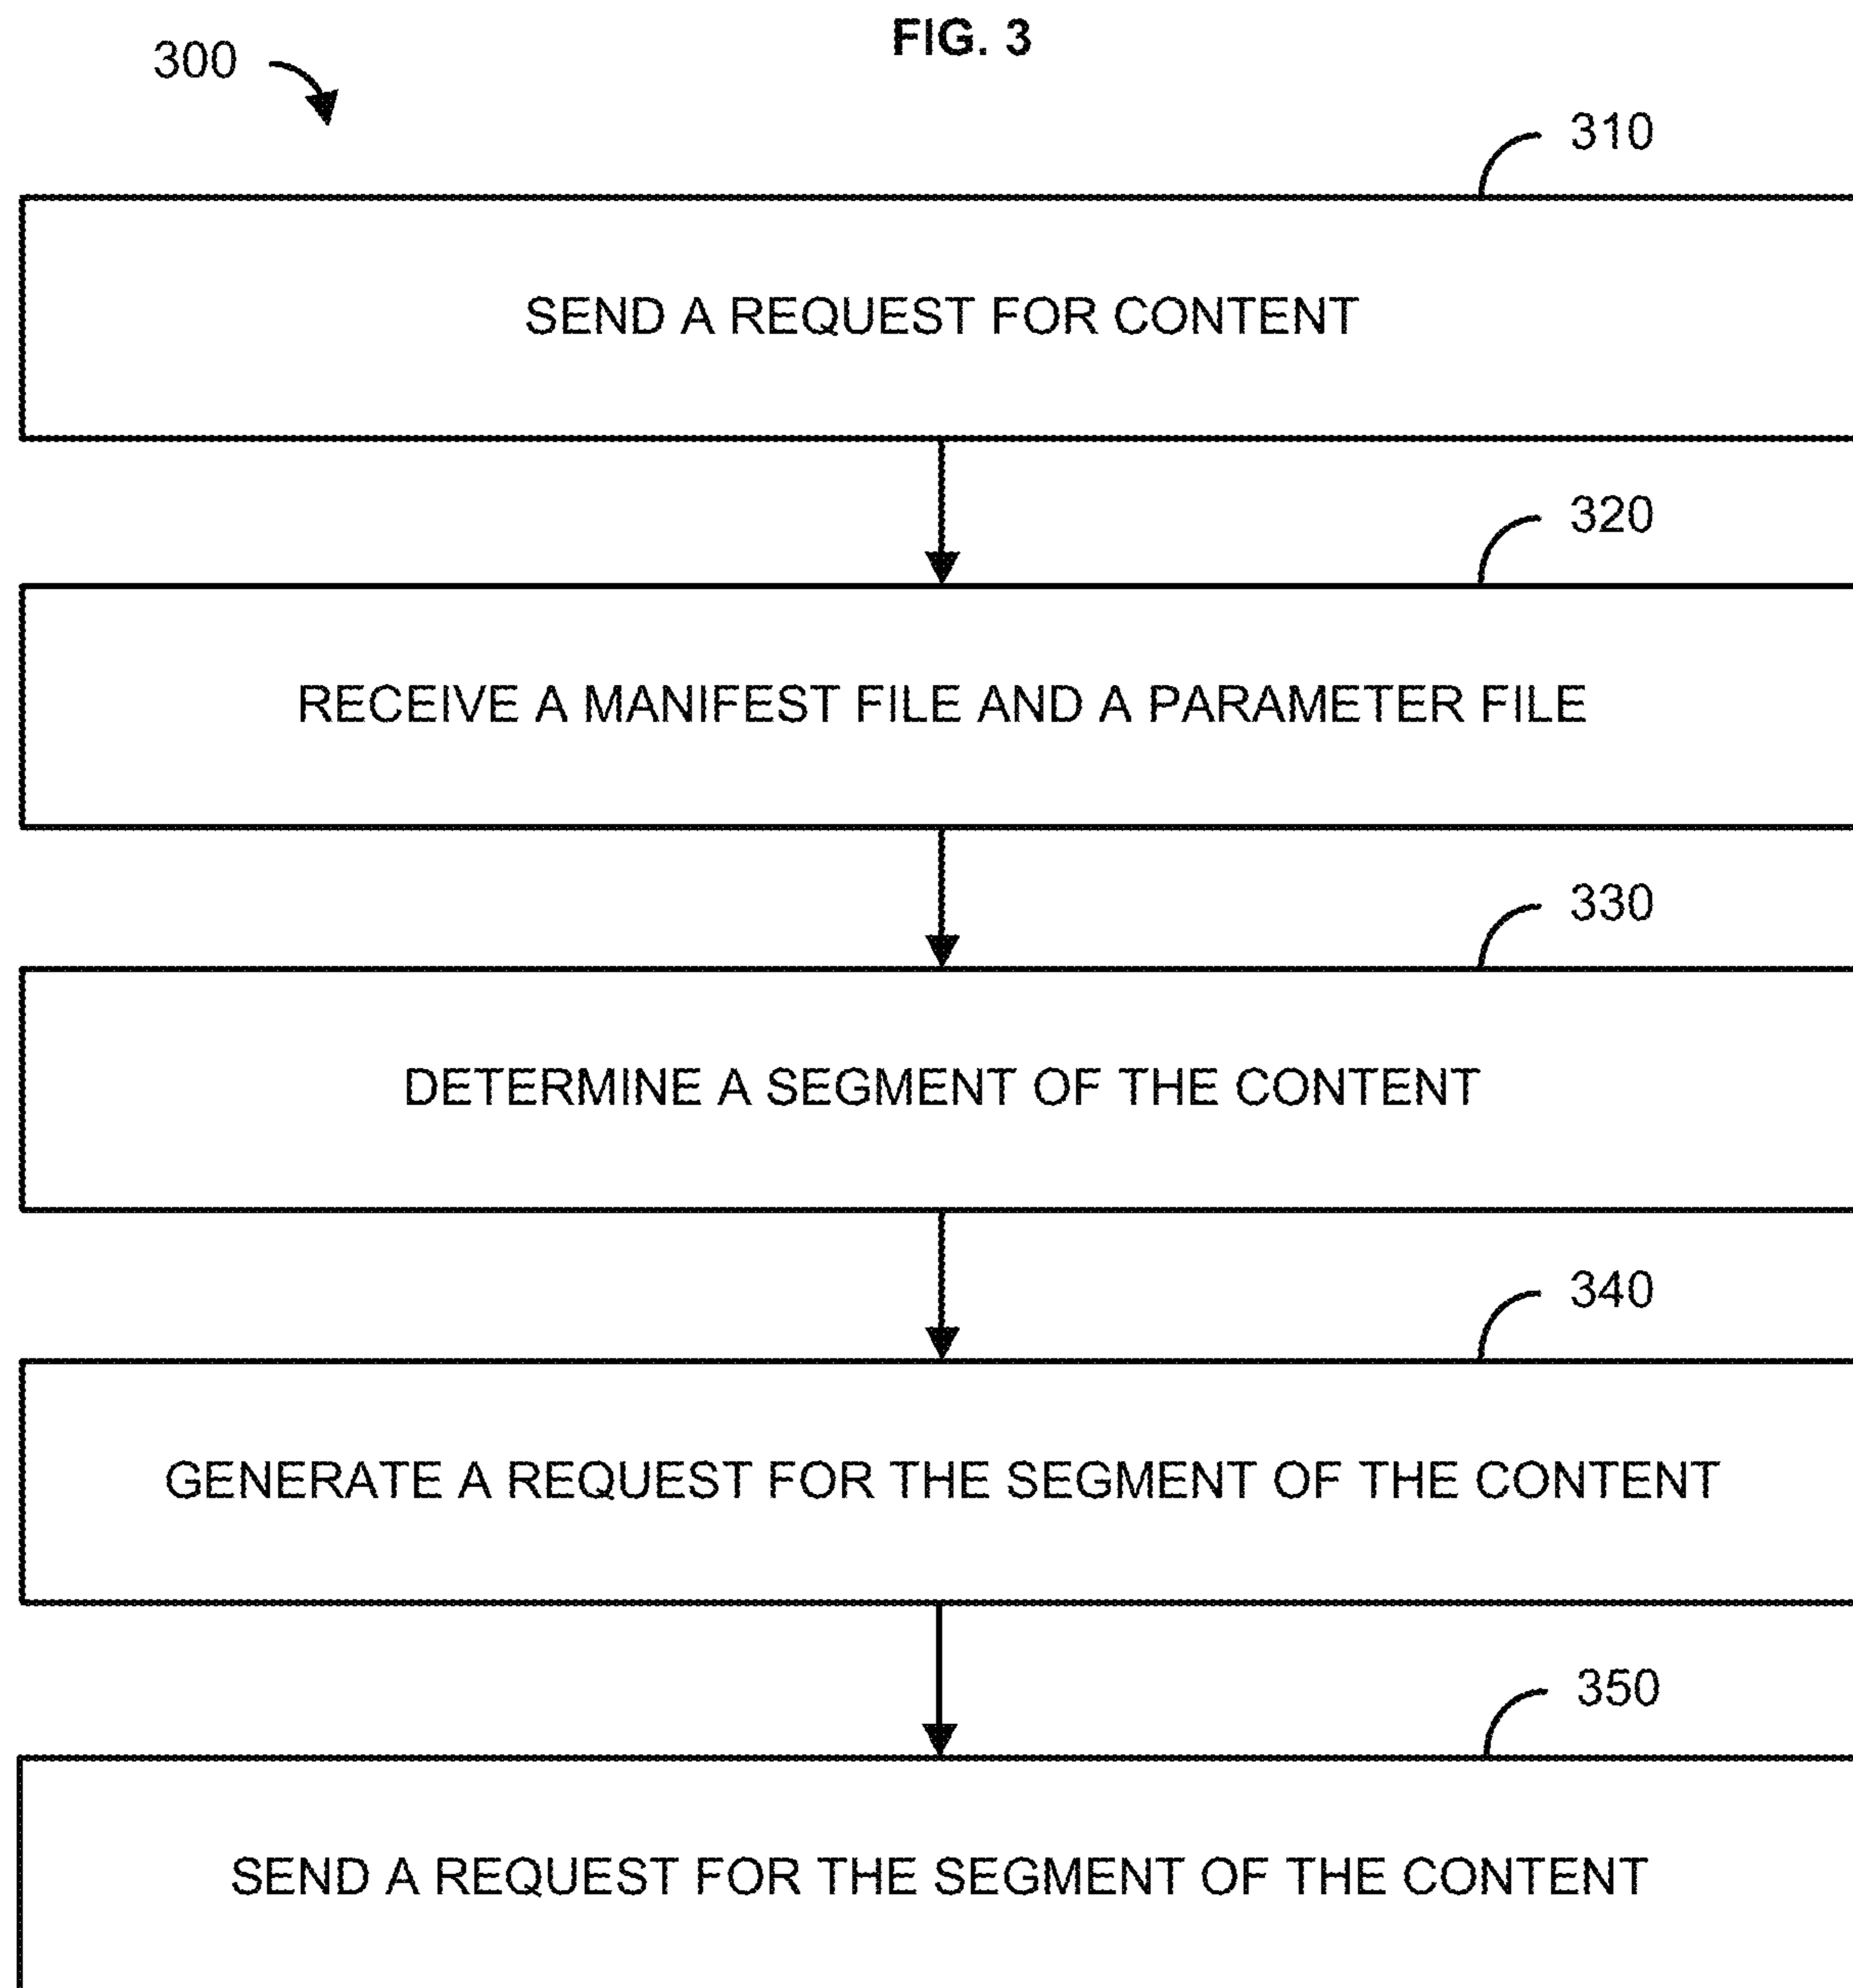 FIG. 3
300
310
SEND A REQUEST FOR CONTENT
320
RECEIVE A MANIFEST FILE AND A PARAMETER FILE
330
DETERMINE A SEGMENT OF THE CONTENT
340
GENERATE A REQUEST FOR THE SEGMENT OF THE CONTENT
350
SEND A REQUEST FOR THE SEGMENT OF THE CONTENT